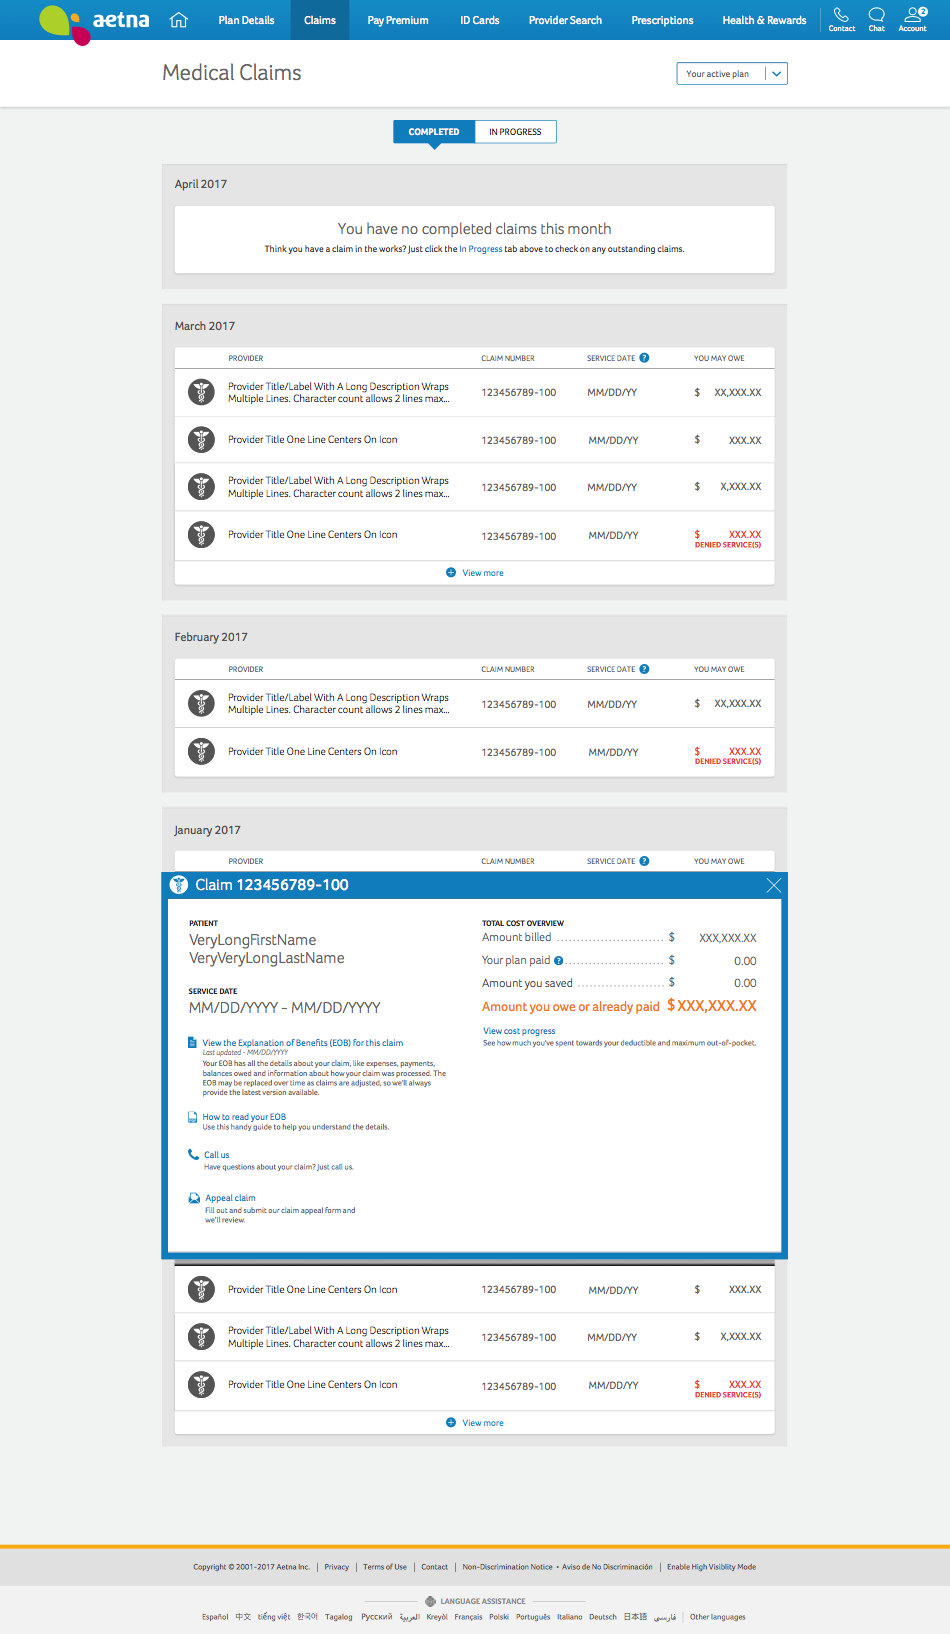 aetna
Plan Details
Claims
Pay Premium
ID Cards
Provider Search
Prescriptions
Health & Rewards
Contact
Chat
2
Account
Medical Claims
Your active plan
COMPLETED
IN PROGRESS
April 2017
You have no completed claims this month
Think you have a claim in the works? Just click the In Progress tab above to check on any outstanding claims.
March 2017
PROVIDER CLAIM NUMBER SERVICE DATE ? YOU MAY OWE
Provider Title/Label With A Long Description Wraps
Multiple Lines. Character count allows 2 lines max...
123456789-100 MM/DD/YY $ XX,XXX.XX
Provider Title One Line Centers On Icon 123456789-100 MM/DD/YY $ XXX.XX
Provider Title/Label With A Long Description Wraps
Multiple Lines. Character count allows 2 lines max...
123456789-100 MM/DD/YY $ X,XXX.XX
Provider Title One Line Centers On Icon 123456789-100 MM/DD/YY $ XXX.XX
DENIED SERVICE(S)
View more
February 2017
PROVIDER CLAIM NUMBER SERVICE DATE ? YOU MAY OWE
Provider Title/Label With A Long Description Wraps
Multiple Lines. Character count allows 2 lines max...
123456789-100 MM/DD/YY $ XX,XXX.XX
Provider Title One Line Centers On Icon 123456789-100 MM/DD/YY $ XXX.XX
DENIED SERVICE(S)
January 2017
PROVIDER CLAIM NUMBER SERVICE DATE ? YOU MAY OWE
Claim 123456789-100
PATIENT
VeryLongFirstName
VeryVeryLongLastName
SERVICE DATE
MM/DD/YYYY - MM/DD/YYYY
View the Explanation of Benefits (EOB) for this claim
Last updated - MM/DD/YYYY
Your EOB has all the details about your claim, like expenses, payments,
balances owed and information about how your claim was processed. The
EOB may be replaced over time as claims are adjusted, so we'll always
provide the latest version available.
How to read your EOB
Use this handy guide to help you understand the details.
Call us
Have questions about your claim? Just call us.
Appeal claim
Fill out and submit our claim appeal form and
we'll review.
TOTAL COST OVERVIEW
Amount billed $ XXX,XXX.XX
Your plan paid ? $ 0.00
Amount you saved $ 0.00
Amount you owe or already paid $ XXX,XXX.XX
View cost progress
See how much you've spent towards your deductible and maximum out-of-pocket.
Provider Title One Line Centers On Icon 123456789-100 MM/DD/YY $ XXX.XX
Provider Title/Label With A Long Description Wraps
Multiple Lines. Character count allows 2 lines max...
123456789-100 MM/DD/YY $ X,XXX.XX
Provider Title One Line Centers On Icon 123456789-100 MM/DD/YY $ XXX.XX
DENIED SERVICE(S)
View more
Copyright © 2001-2017 Aetna Inc. | Privacy | Terms of Use | Contact | Non-Discrimination Notice • Aviso de No Discriminación | Enable High Visiblity Mode
LANGUAGE ASSISTANCE
Español 中文 tiếng việt 한국어 Tagalog Русский العربية Kreyòl Français Polski Português Italiano Deutsch 日本語 فارسی | Other languages